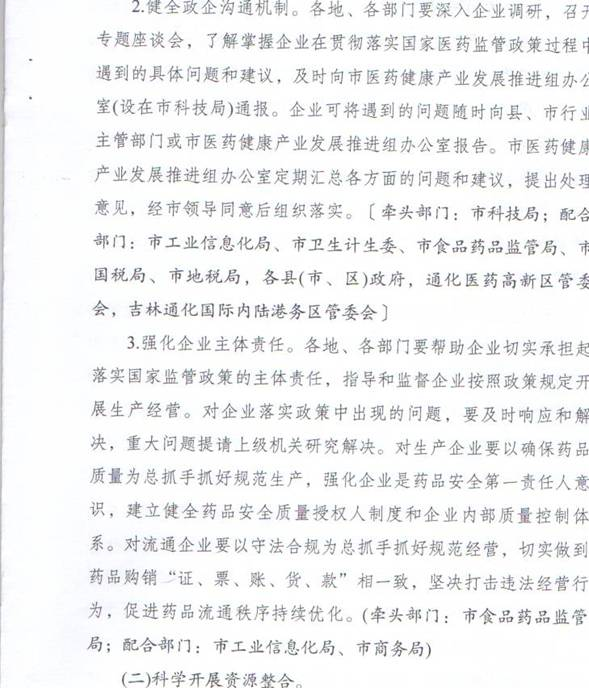 2.健全政企沟通机制。各地、各部门要深入企业调研，召开
专题座谈会，了解掌握企业在贯彻落实国家医药监管政策过程中
遇到的具体问题和建议，及时向市医药健康产业发展推进组办公
室(设在市科技局)通报。企业可将遇到的问题随时向县、市行业
主管部门或市医药健康产业发展推进组办公室报告。市医药健康
产业发展推进组办公室定期汇总各方面的问题和建议，提出处理
意见，经市领导同意后组织落实。〔牵头部门：市科技局；配合
部门：市工业信息化局、市卫生计生委、市食品药品监管局、市
国税局、市地税局，各县(市、区)政府，通化医药高新区管委
会，吉林通化国际内陆港务区管委会〕
3.强化企业主体责任。各地、各部门要帮助企业切实承担起
落实国家监管政策的主体责任，指导和监督企业按照政策规定开
展生产经营。对企业落实政策中出现的问题，要及时响应和解
决，重大问题提请上级机关研究解决。对生产企业要以确保药品
质量为总抓手抓好规范生产，强化企业是药品安全第一责任人意
识，建立健全药品安全质量授权人制度和企业内部质量控制体
系。对流通企业要以守法合规为总抓手抓好规范经营，切实做到
药品购销“证、票、账、货、款”相一致，坚决打击违法经营行
为，促进药品流通秩序持续优化。(牵头部门：市食品药品监管
局；配合部门：市工业信息化局、市商务局)
(二)科学开展资源整合。